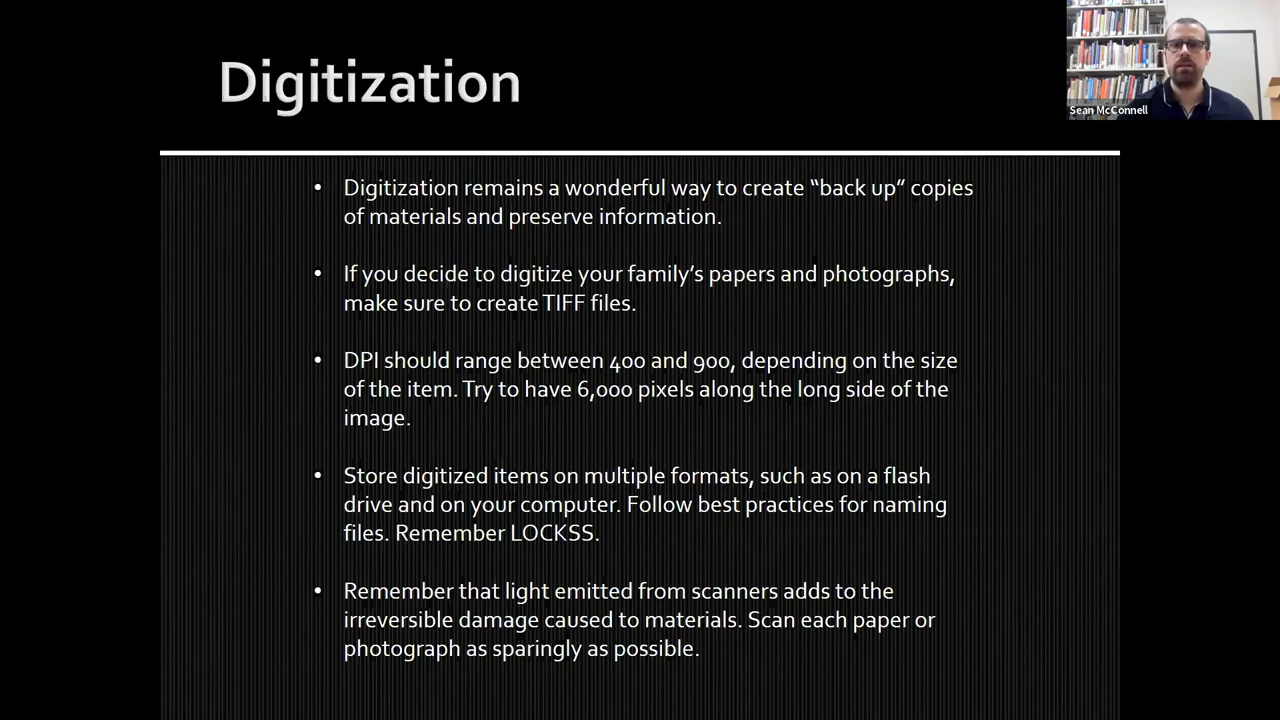 Digitization
Sean McConnell
• Digitization remains a wonderful way to create “back up” copies
of materials and preserve information.
• If you decide to digitize your family’s papers and photographs,
make sure to create TIFF files.
• DPI should range between 400 and 900, depending on the size
of the item. Try to have 6,000 pixels along the long side of the
image.
• Store digitized items on multiple formats, such as on a flash
drive and on your computer. Follow best practices for naming
files. Remember LOCKSS.
• Remember that light emitted from scanners adds to the
irreversible damage caused to materials. Scan each paper or
photograph as sparingly as possible.